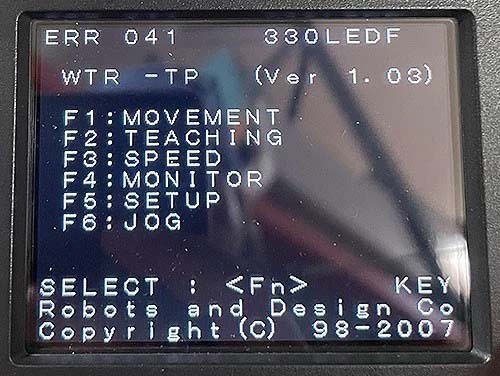 ERR 041 330LEDF
WTR -TP (Ver 1.03)
F1:MOVEMENT
F2:TEACHING
F3:SPEED
F4:MONITOR
F5:SETUP
F6:JOG
SELECT : <Fn> KEY
Robots and Design Co
Copyright(C) 98-2007